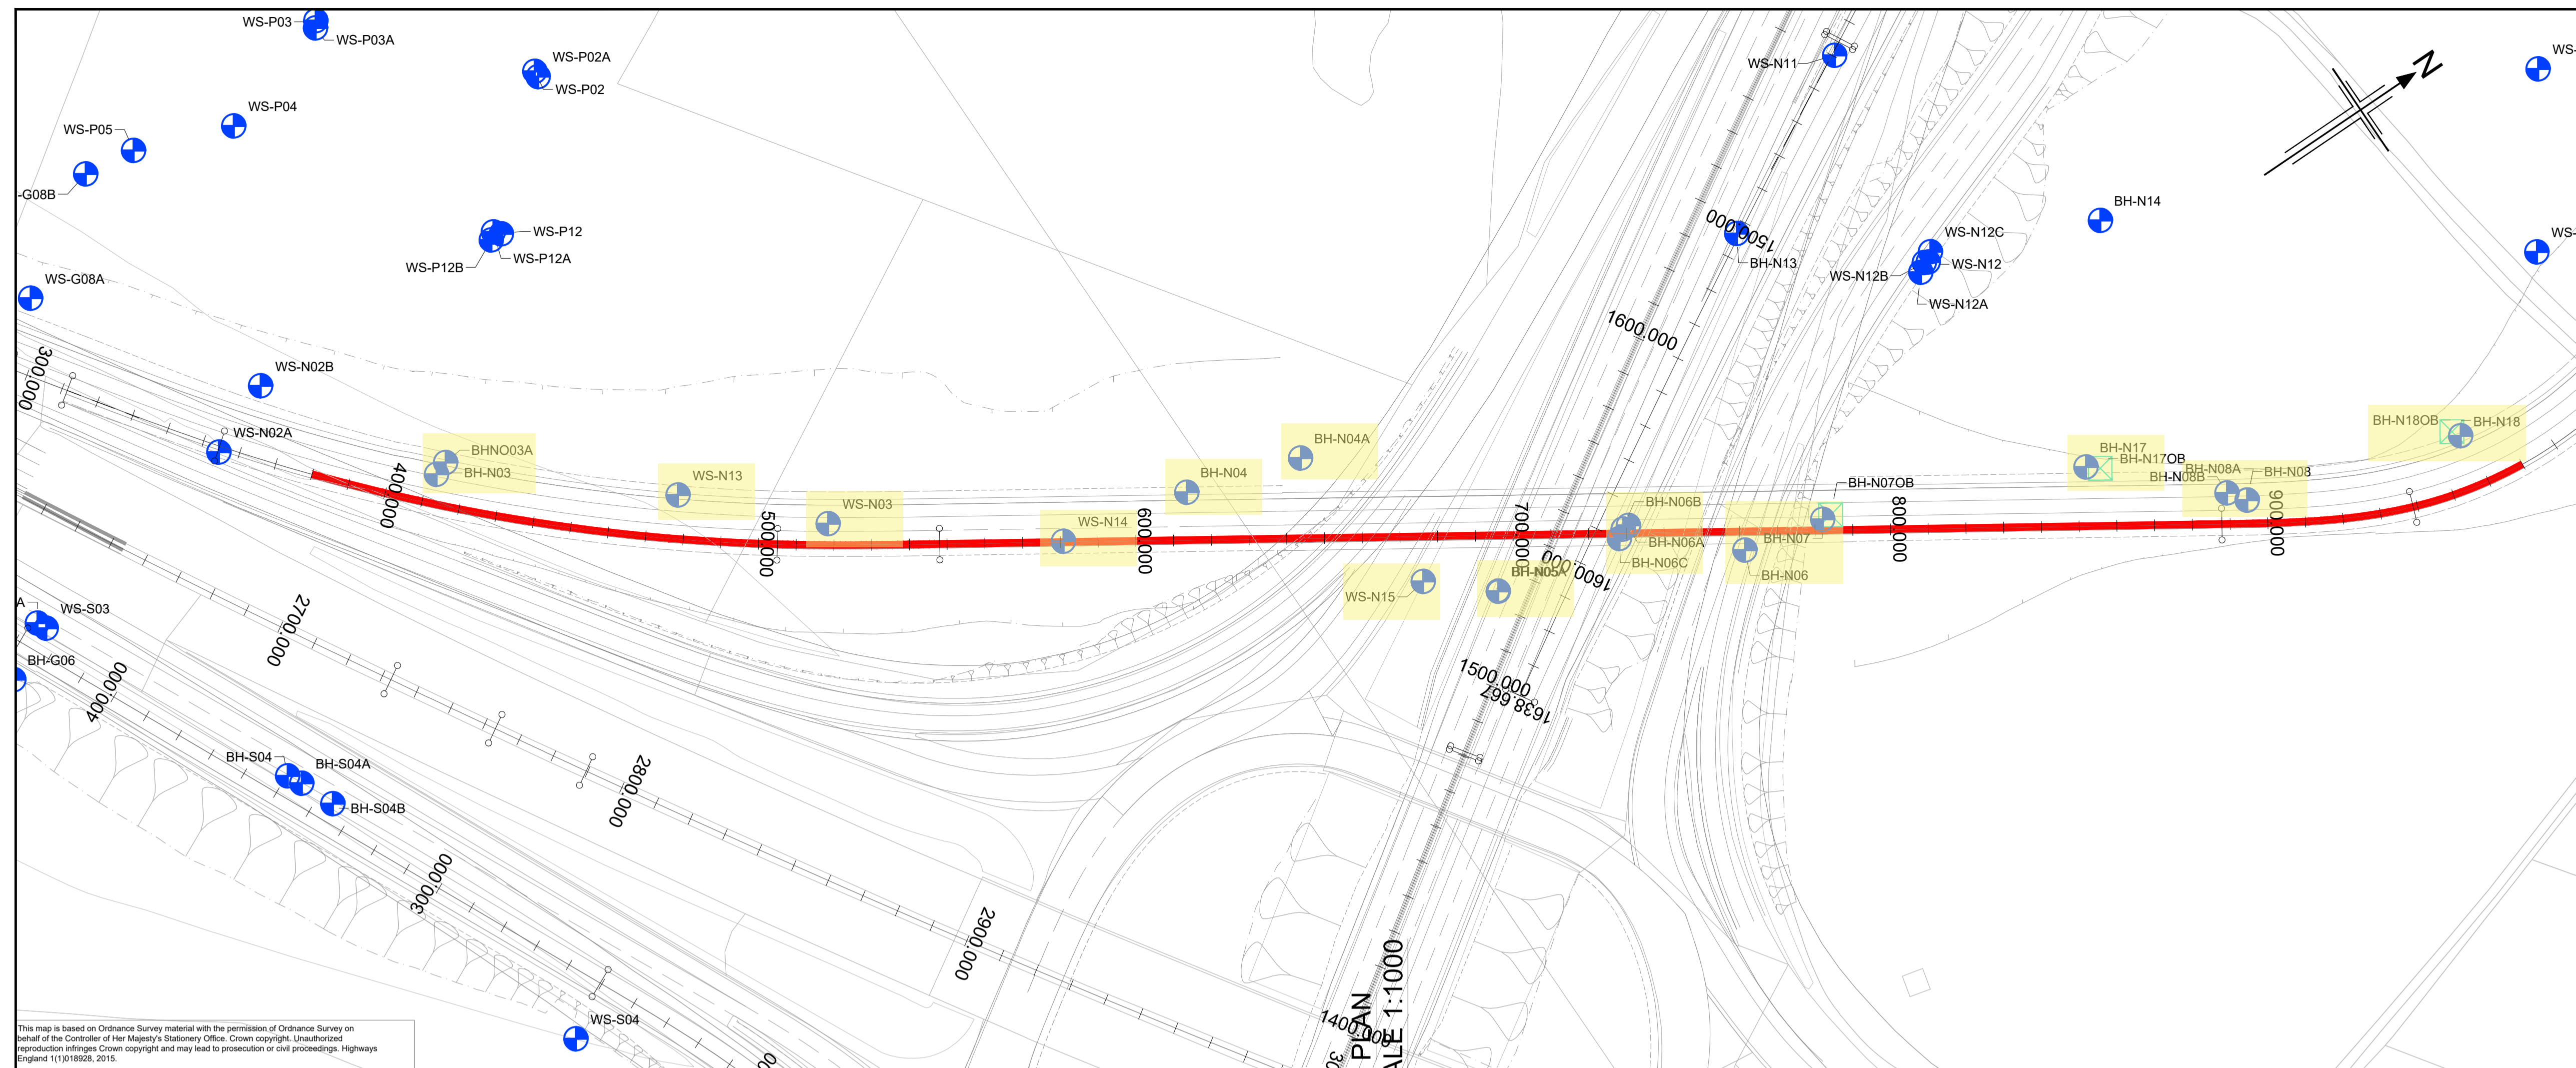 WS-P03
WS-P03A
WS-P02A
WS-P02
WS-P04
WS-P05
-G08B
WS-P12
WS-P12A
WS-P12B
WS-G08A
WS-N11
N
WS-
BH-N14
WS-N12C
WS-N12
WS-N12B
WS-N12A
WS-
1500.000
BH-N13
1600.000
300.000
WS-N02B
WS-N02A
BHNO03A
BH-N03
400.000
WS-N13
WS-N03
500.000
WS-N14
600.000
BH-N04
BH-N04A
WS-N15
BH-N05A
700.000
1600.000
BH-N06B
BH-N06A
BH-N06C
BH-N07OB
BH-N07
BH-N06
800.000
BH-N17
BH-N17OB
BH-N08A
BH-N08
BH-N08B
900.000
BH-N18OB
BH-N18
A
WS-S03
BH-G06
2700.000
400.000
1500.000
1638.667
BH-S04
BH-S04A
BH-S04B
2800.000
300.000
2900.000
WS-S04
1400.000
PLAN
ALE 1:1000
30
00
This map is based on Ordnance Survey material with the permission of Ordnance Survey on
behalf of the Controller of Her Majesty's Stationery Office. Crown copyright. Unauthorized
reproduction infringes Crown copyright and may lead to prosecution or civil proceedings. Highways
England 1(1)018928, 2015.